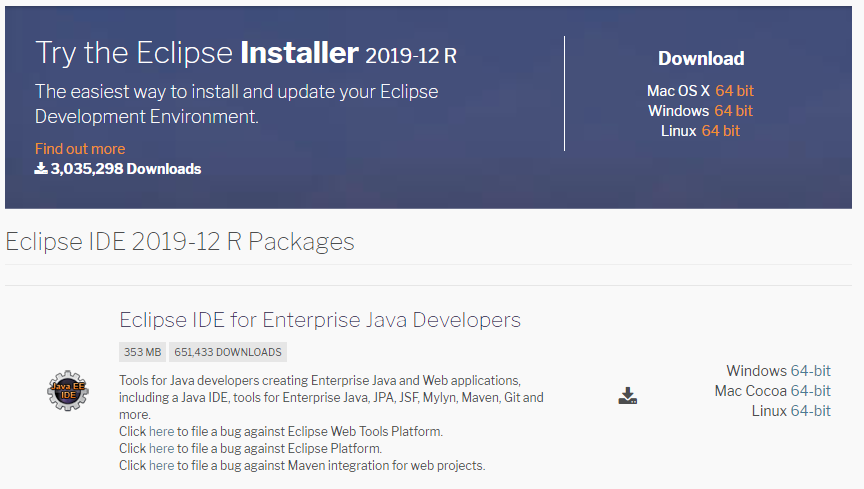 Try the Eclipse Installer 2019-12 R
The easiest way to install and update your Eclipse
Development Environment.
Find out more
3,035,298 Downloads
Download
Mac OS X 64 bit
Windows 64 bit
Linux 64 bit
Eclipse IDE 2019-12 R Packages
Java EE
IDE
Eclipse IDE for Enterprise Java Developers
353 MB 651,433 DOWNLOADS
Tools for Java developers creating Enterprise Java and Web applications,
including a Java IDE, tools for Enterprise Java, JPA, JSF, Mylyn, Maven, Git and
more.
Click here to file a bug against Eclipse Web Tools Platform.
Click here to file a bug against Eclipse Platform.
Click here to file a bug against Maven integration for web projects.
Windows 64-bit
Mac Cocoa 64-bit
Linux 64-bit